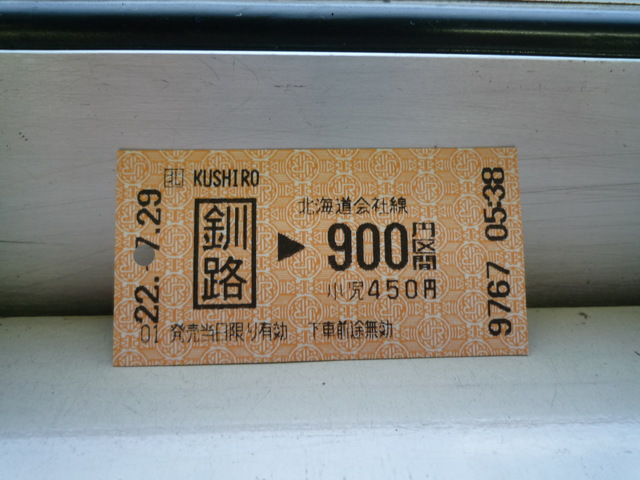 北 KUSHIRO
釧路 ▶ 北海道会社線
900円区間
小児450円
01 発売当日限り有効 下車前途無効
22.-7.29
9767 05:38